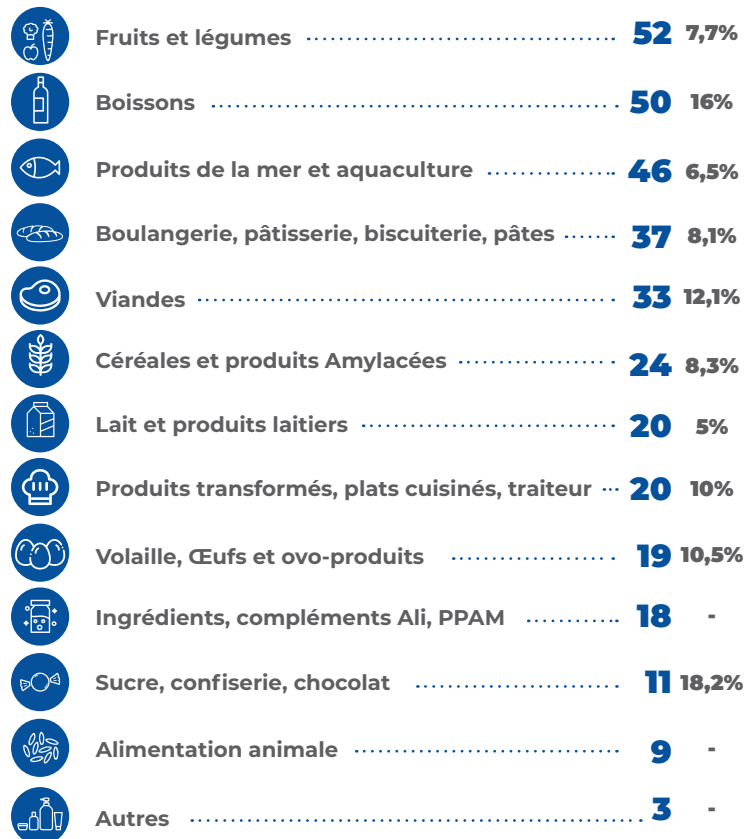 Fruits et légumes 52 7,7%
Boissons 50 16%
Produits de la mer et aquaculture 46 6,5%
Boulangerie, pâtisserie, biscuiterie, pâtes 37 8,1%
Viandes 33 12,1%
Céréales et produits Amylacées 24 8,3%
Lait et produits laitiers 20 5%
Produits transformés, plats cuisinés, traiteur 20 10%
Volaille, Œufs et ovo-produits 19 10,5%
Ingrédients, compléments Ali, PPAM 18 -
Sucre, confiserie, chocolat 11 18,2%
Alimentation animale 9 -
Autres 3 -